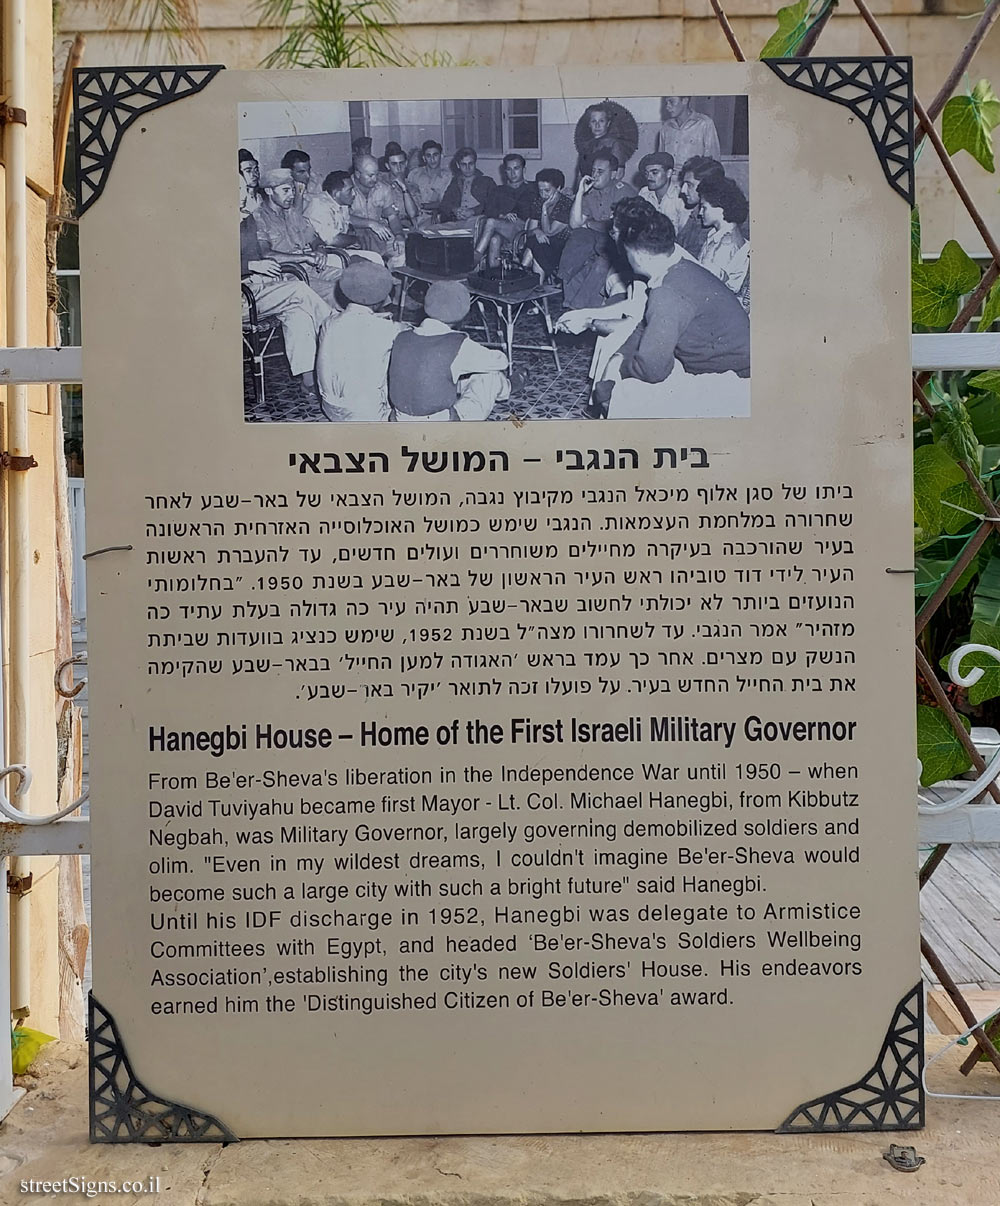 בית הנגבי – המושל הצבאי
ביתו של סגן אלוף מיכאל הנגבי מקיבוץ נגבה, המושל הצבאי של באר-שבע לאחר
שחרורה במלחמת העצמאות. הנגבי שימש כמושל האוכלוסייה האזרחית הראשונה
בעיר שהורכבה בעיקרה מחיילים משוחררים ועולים חדשים, עד להעברת ראשות
העיר לידי דוד טוביהו ראש העיר הראשון של באר-שבע בשנת 1950. "בחלומותי
הנועזים ביותר לא יכולתי לחשוב שבאר-שבע תהיה עיר כה גדולה בעלת עתיד כה
מזהיר" אמר הנגבי. עד לשחרורו מצה"ל בשנת 1952, שימש כנציג בוועדות שביתת
הנשק עם מצרים. אחר כך עמד בראש 'האגודה למען החייל' בבאר-שבע שהקימה
את בית החייל החדש בעיר. על פועלו זכה לתואר 'יקיר באר-שבע'.
Hanegbi House – Home of the First Israeli Military Governor
From Be'er-Sheva's liberation in the Independence War until 1950 – when
David Tuviyahu became first Mayor - Lt. Col. Michael Hanegbi, from Kibbutz
Negbah, was Military Governor, largely governing demobilized soldiers and
olim. "Even in my wildest dreams, I couldn't imagine Be'er-Sheva would
become such a large city with such a bright future" said Hanegbi.
Until his IDF discharge in 1952, Hanegbi was delegate to Armistice
Committees with Egypt, and headed 'Be'er-Sheva's Soldiers Wellbeing
Association',establishing the city's new Soldiers' House. His endeavors
earned him the 'Distinguished Citizen of Be'er-Sheva' award.
streetSigns.co.il